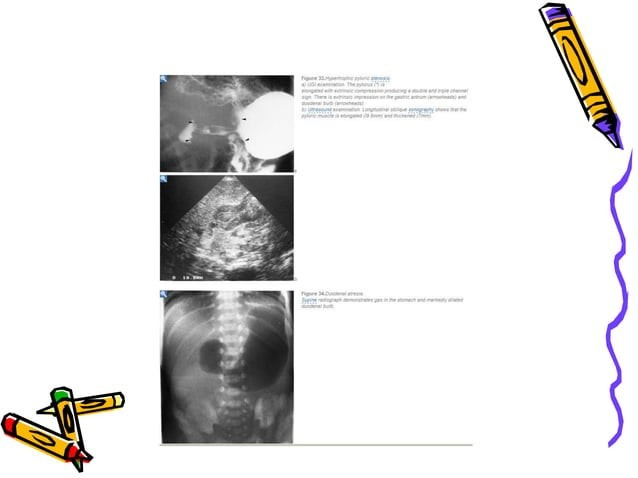 Figure 32.Hypertrophic pyloric stenosis.
a) UGI examination. The pylorus (*) is
elongated with extrinsic compression producing a double and triple channel
sign. There is extrinsic impression on the gastric antrum (arrowheads) and
duodenal bulb (arrowheads).
b) Ultrasound examination. Longitudinal oblique sonography shows that the
pyloric muscle is elongated (19.8mm) and thickened (7mm).
a
b
Figure 34.Duodenal atresia.
Supine radiograph demonstrates gas in the stomach and markedly dilated
duodenal bulb.